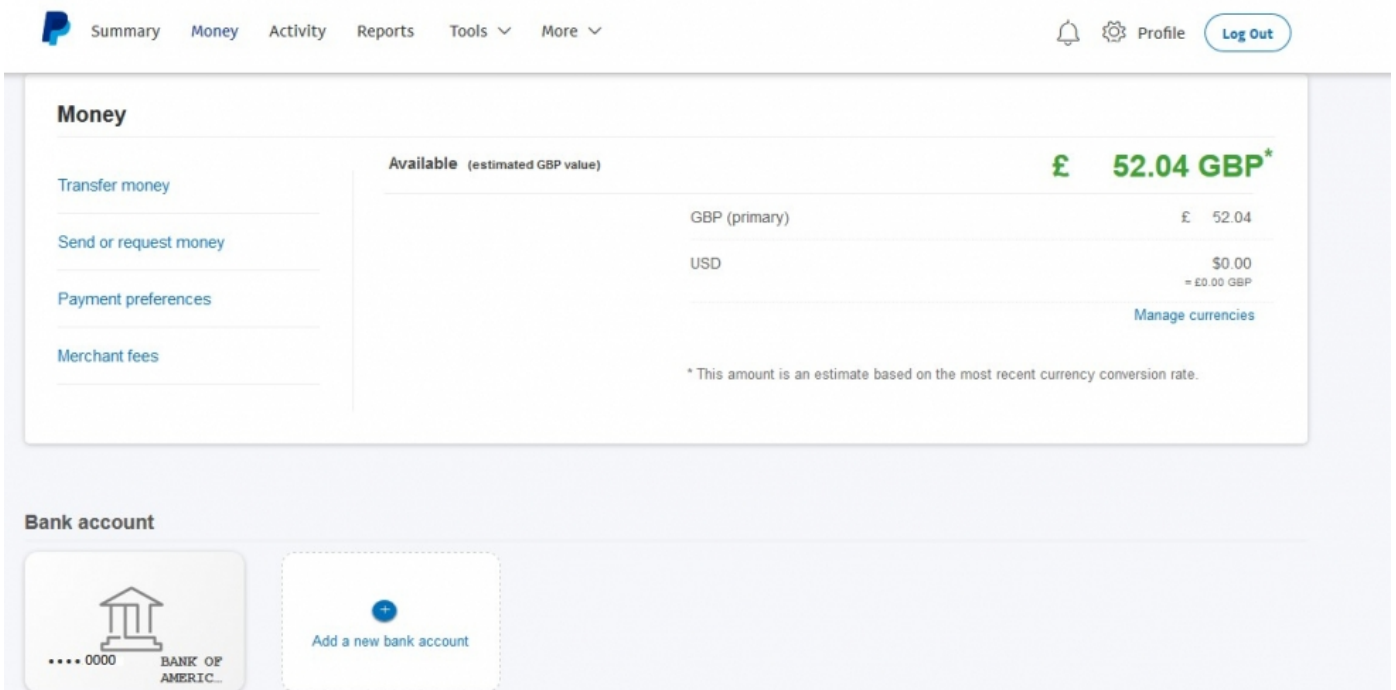 Summary Money Activity Reports Tools More Profile Log Out
Money
Transfer money
Send or request money
Payment preferences
Merchant fees
Available (estimated GBP value) £ 52.04 GBP*
GBP (primary) £ 52.04
USD $0.00
= £0.00 GBP
Manage currencies
* This amount is an estimate based on the most recent currency conversion rate.
Bank account
•••• 0000 BANK OF
AMERIC...
Add a new bank account